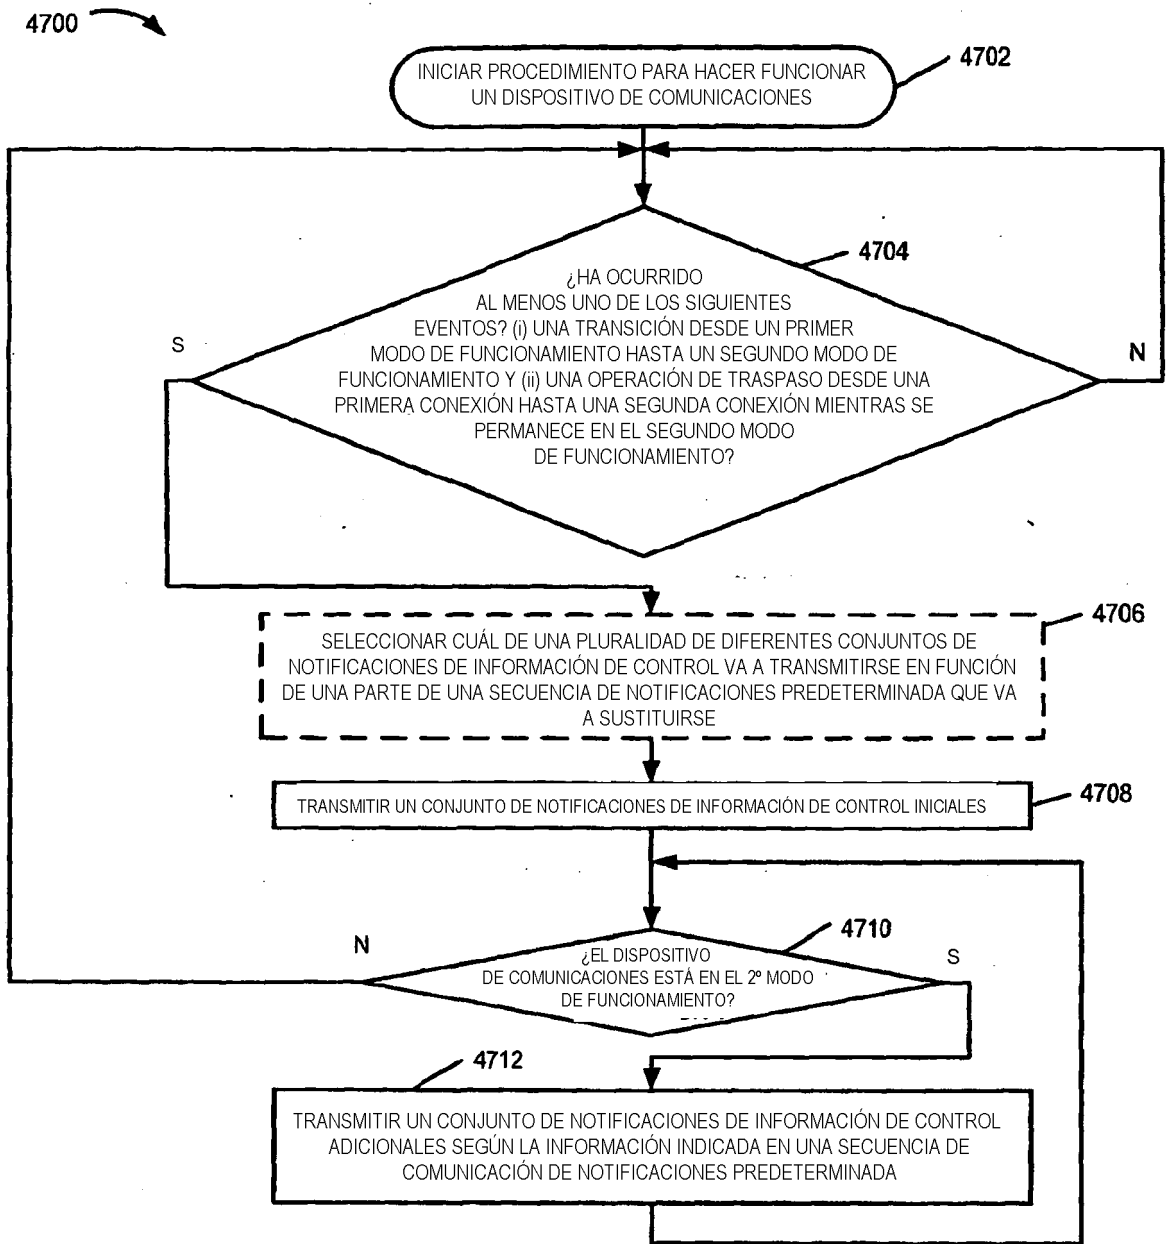 4700
4702
INICIAR PROCEDIMIENTO PARA HACER FUNCIONAR
UN DISPOSITIVO DE COMUNICACIONES
4704
¿HA OCURRIDO
AL MENOS UNO DE LOS SIGUIENTES
EVENTOS? (i) UNA TRANSICIÓN DESDE UN PRIMER
MODO DE FUNCIONAMIENTO HASTA UN SEGUNDO MODO DE
FUNCIONAMIENTO Y (ii) UNA OPERACIÓN DE TRASPASO DESDE UNA
PRIMERA CONEXIÓN HASTA UNA SEGUNDA CONEXIÓN MIENTRAS SE
PERMANECE EN EL SEGUNDO MODO
DE FUNCIONAMIENTO?
S
N
4706
SELECCIONAR CUÁL DE UNA PLURALIDAD DE DIFERENTES CONJUNTOS DE
NOTIFICACIONES DE INFORMACIÓN DE CONTROL VA A TRANSMITIRSE EN FUNCIÓN
DE UNA PARTE DE UNA SECUENCIA DE NOTIFICACIONES PREDETERMINADA QUE VA
A SUSTITUIRSE
4708
TRANSMITIR UN CONJUNTO DE NOTIFICACIONES DE INFORMACIÓN DE CONTROL INICIALES
4710
N
¿EL DISPOSITIVO
DE COMUNICACIONES ESTÁ EN EL 2º MODO
DE FUNCIONAMIENTO?
S
4712
TRANSMITIR UN CONJUNTO DE NOTIFICACIONES DE INFORMACIÓN DE CONTROL
ADICIONALES SEGÚN LA INFORMACIÓN INDICADA EN UNA SECUENCIA DE
COMUNICACIÓN DE NOTIFICACIONES PREDETERMINADA